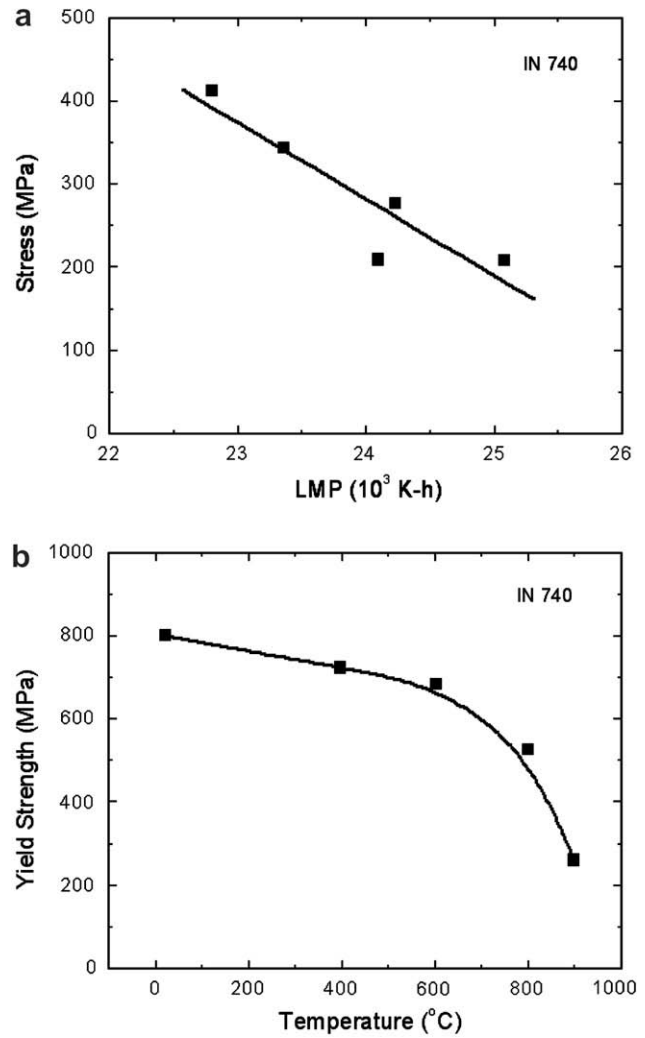 a
500
400
300
200
100
0
Stress (MPa)
IN 740
22 23 24 25 26
LMP (10³ K-h)
b
1000
800
600
400
200
0
Yield Strength (MPa)
IN 740
0 200 400 600 800 1000
Temperature (°C)